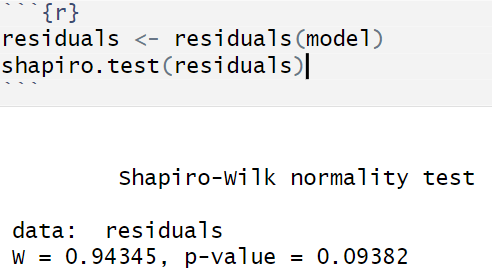 ```{r}
residuals <- residuals(model)
shapiro.test(residuals)
```
Shapiro-Wilk normality test
data:  residuals
W = 0.94345, p-value = 0.09382